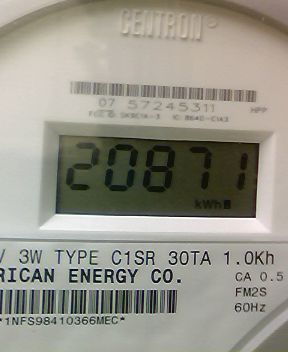 CENTRON®
07 57245311 HPP
20871
kWh
V 3W TYPE C1SR 30TA 1.0Kh
RICAN ENERGY CO. CA 0.5
FM2S
*1NFS98410366MEC* 60Hz